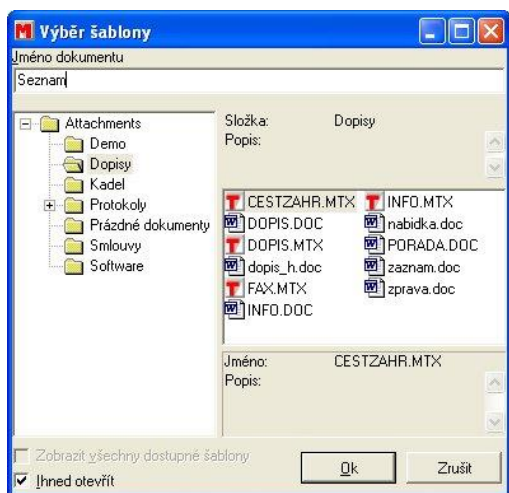 Výběr šablony
Jméno dokumentu
Seznam
Attachments
Demo
Dopisy
Kadel
Protokoly
Prázdné dokumenty
Smlouvy
Software
Složka: Dopisy
Popis:
CESTZAHR.MTX
DOPIS.DOC
DOPIS.MTX
dopis_h.doc
FAX.MTX
INFO.DOC
INFO.MTX
nabidka.doc
PORADA.DOC
zaznam.doc
zprava.doc
Jméno: CESTZAHR.MTX
Popis:
Zobrazit všechny dostupné šablony
Ihned otevřít
Ok
Zrušit